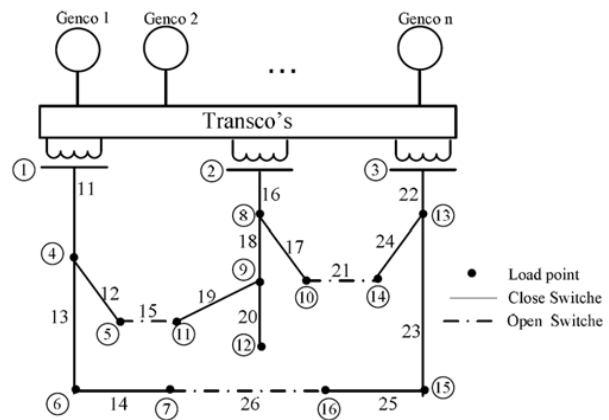 Genco 1 Genco 2 ... Genco n
Transco's
1 2 3
11 16 22
8 13
4 18 17 24
9 21
12 15 19 10 14
13 5 11 20 23
12
6 14 7 26 16 25 15
Load point
Close Switche
Open Switche